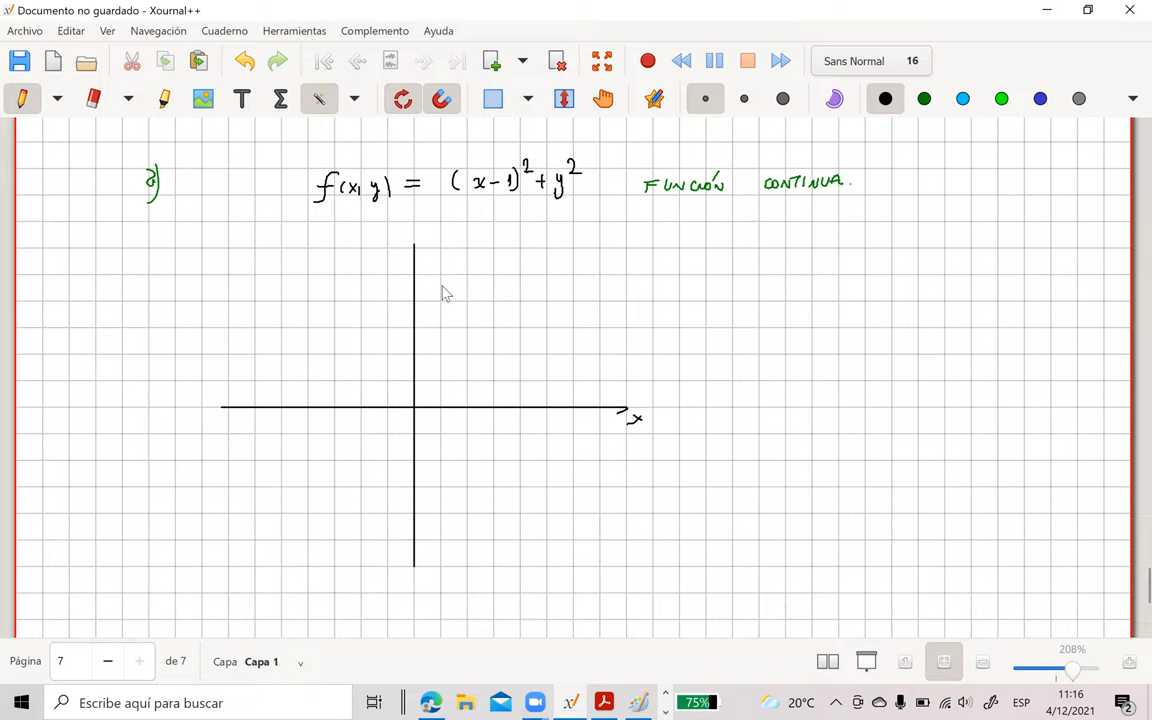 Documento no guardado - Xournal++
Archivo Editar Ver Navegación Cuaderno Herramientas Complemento Ayuda
Sans Normal 16
a) f(x, y) = (x-1)² + y² FUNCIÓN CONTINUA.
x
Página 7 de 7 Capa Capa 1 208%
Escribe aquí para buscar 75% 20°C ESP 11:16
4/12/2021 2